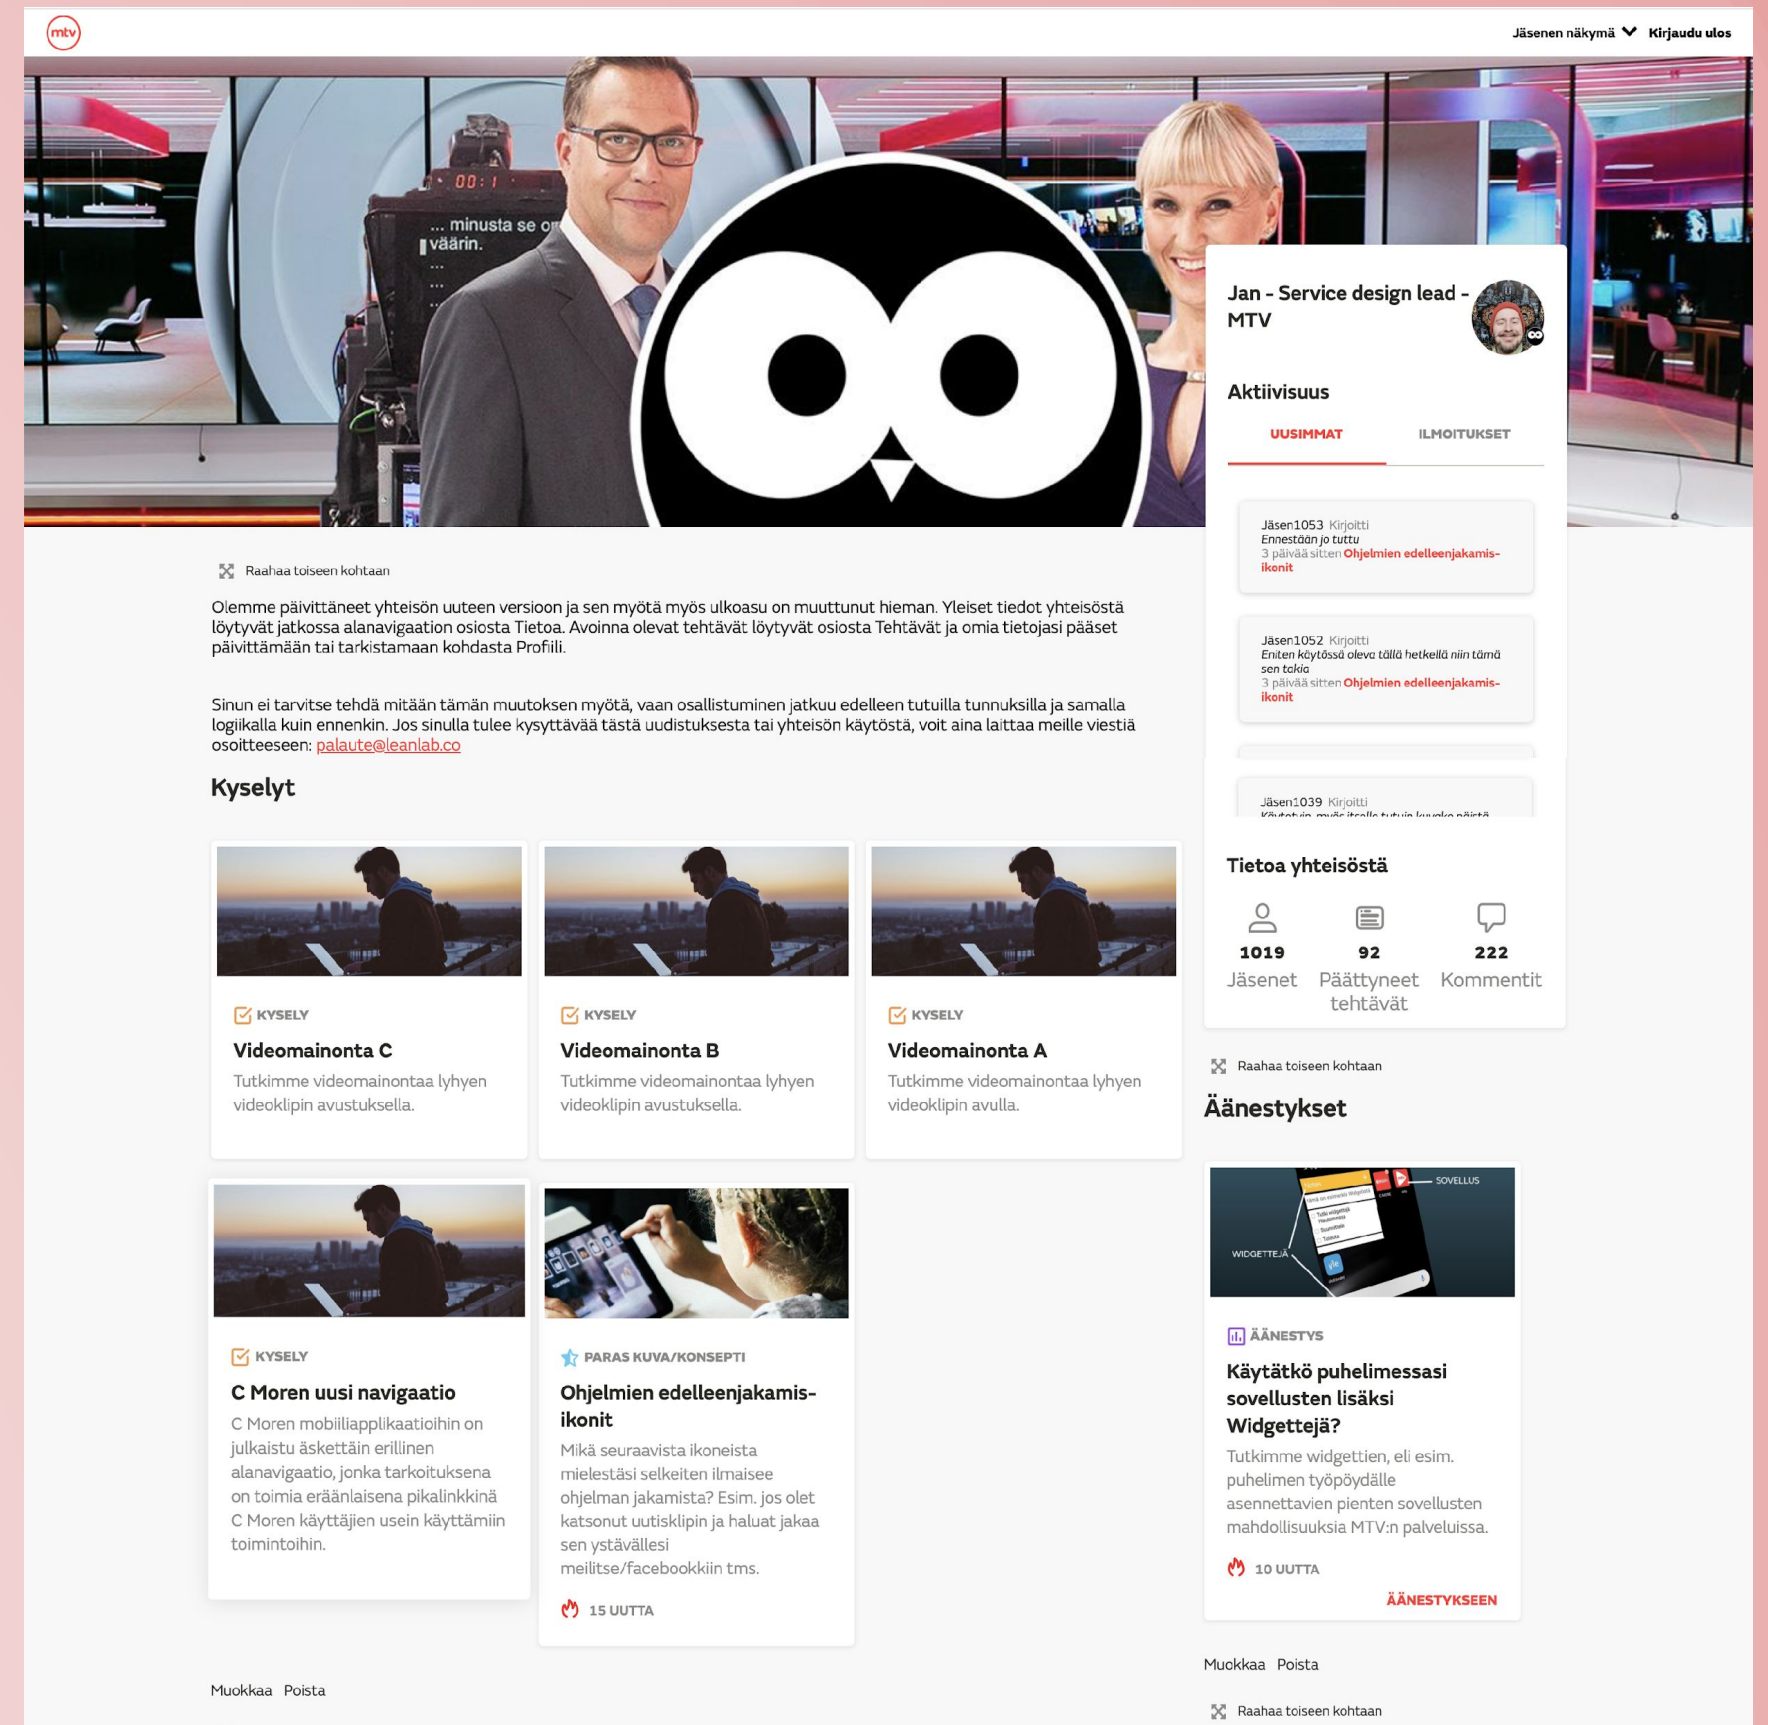 mtv
Jäsenen näkymä
Kirjaudu ulos
00:1
... minusta se on
väärin.
...
...
...
Jan - Service design lead -
MTV
Aktiivisuus
UUSIMMAT
ILMOITUKSET
Jäsen1053 Kirjoitti
Ennestään jo tuttu
3 päivää sitten Ohjelmien edelleenjakamis-
ikonit
Jäsen1052 Kirjoitti
Eniten käytössä oleva tällä hetkellä niin tämä
sen takia
3 päivää sitten Ohjelmien edelleenjakamis-
ikonit
Jäsen1039 Kirjoitti
Tietoa yhteisöstä
1019
Jäsenet
92
Päättyneet
tehtävät
222
Kommentit
Raahaa toiseen kohtaan
Olemme päivittäneet yhteisön uuteen versioon ja sen myötä myös ulkoasu on muuttunut hieman. Yleiset tiedot yhteisöstä
löytyvät jatkossa alanavigaation osiosta Tietoa. Avoinna olevat tehtävät löytyvät osiosta Tehtävät ja omia tietojasi pääset
päivittämään tai tarkistamaan kohdasta Profiili.
Sinun ei tarvitse tehdä mitään tämän muutoksen myötä, vaan osallistuminen jatkuu edelleen tutuilla tunnuksilla ja samalla
logiikalla kuin ennenkin. Jos sinulla tulee kysyttävää tästä uudistuksesta tai yhteisön käytöstä, voit aina laittaa meille viestiä
osoitteeseen: palaute@leanlab.co
Kyselyt
KYSELY
Videomainonta C
Tutkimme videomainontaa lyhyen
videoklipin avustuksella.
KYSELY
Videomainonta B
Tutkimme videomainontaa lyhyen
videoklipin avustuksella.
KYSELY
Videomainonta A
Tutkimme videomainontaa lyhyen
videoklipin avulla.
KYSELY
C Moren uusi navigaatio
C Moren mobiiliapplikaatioihin on
julkaistu äskettäin erillinen
alanavigaatio, jonka tarkoituksena
on toimia eräänlaisena pikalinkkinä
C Moren käyttäjien usein käyttämiin
toimintoihin.
PARAS KUVA/KONSEPTI
Ohjelmien edelleenjakamis-
ikonit
Mikä seuraavista ikoneista
mielestäsi selkeiten ilmaisee
ohjelman jakamista? Esim. jos olet
katsonut uutisklipin ja haluat jakaa
sen ystävällesi
meilitse/facebookkiin tms.
15 UUTTA
Muokkaa Poista
Raahaa toiseen kohtaan
Äänestykset
SOVELLUS
WIDGETTEJÄ
yle
ÄÄNESTYS
Käytätkö puhelimessasi
sovellusten lisäksi
Widgettejä?
Tutkimme widgettien, eli esim.
puhelimen työpöydälle
asennettavien pienten sovellusten
mahdollisuuksia MTV:n palveluissa.
10 UUTTA
ÄÄNESTYKSEEN
Muokkaa Poista
Raahaa toiseen kohtaan